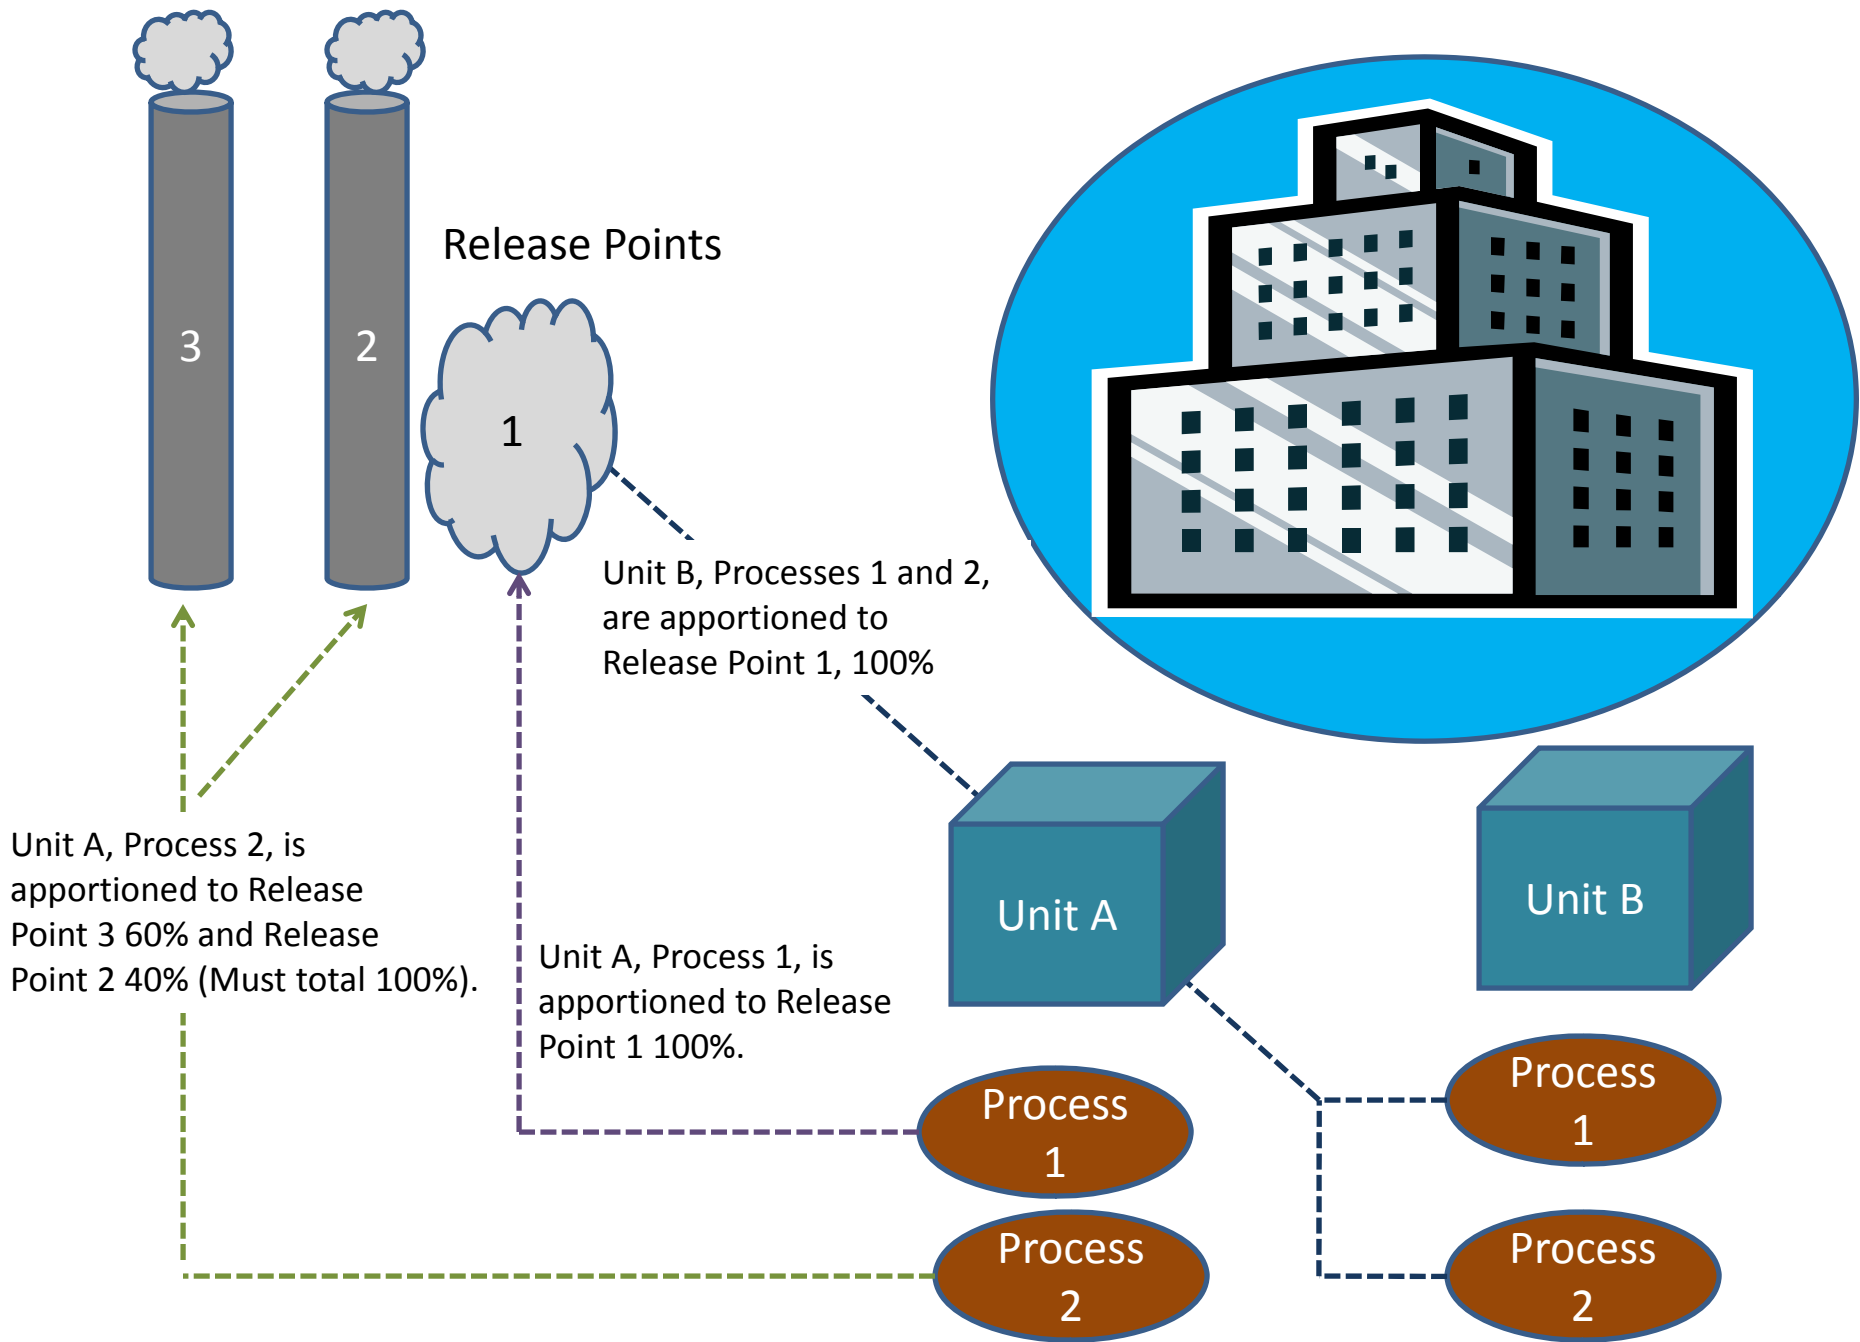 Release Points
3
2
1
Unit B, Processes 1 and 2,
are apportioned to
Release Point 1, 100%
Unit A, Process 2, is
apportioned to Release
Point 3 60% and Release
Point 2 40% (Must total 100%).
Unit A, Process 1, is
apportioned to Release
Point 1 100%.
Unit A
Unit B
Process
1
Process
1
Process
2
Process
2